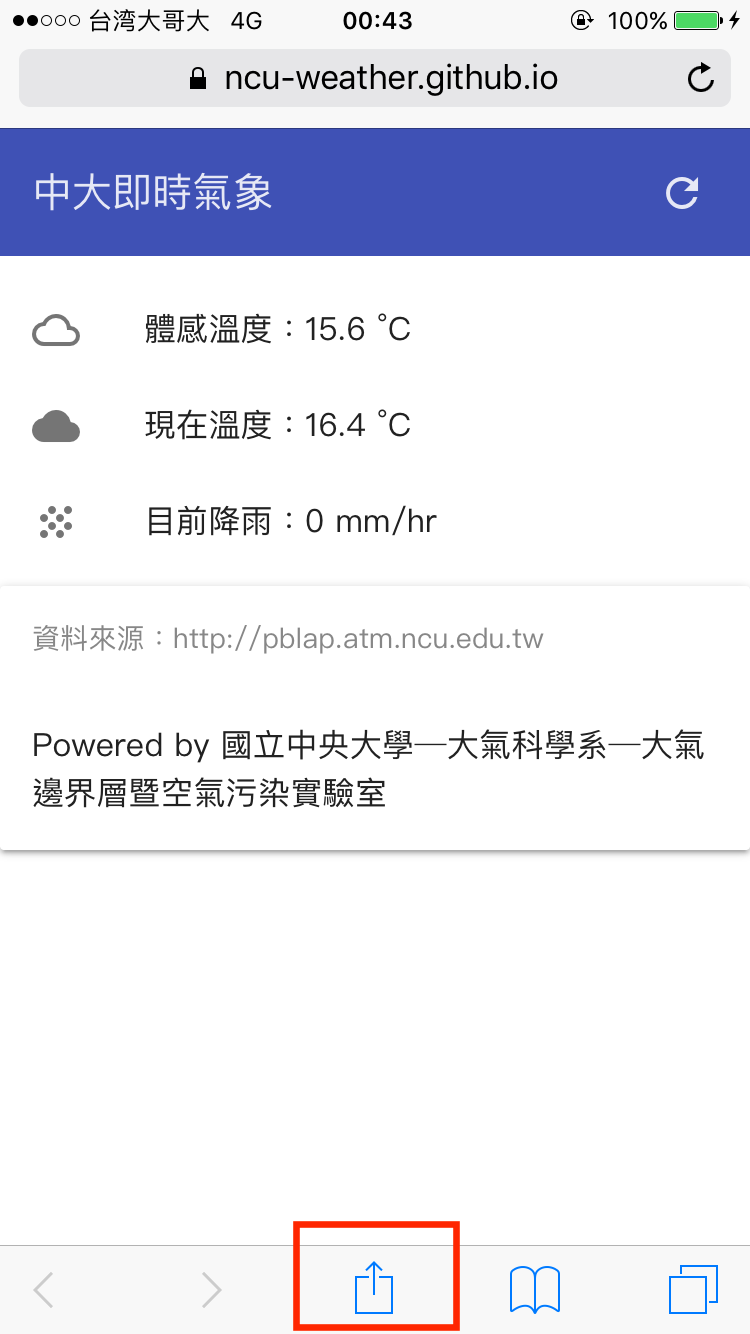 台湾大哥大 4G 00:43 100%
ncu-weather.github.io
中大即時氣象
體感溫度：15.6 °C
現在溫度：16.4 °C
目前降雨：0 mm/hr
資料來源：http://pblap.atm.ncu.edu.tw
Powered by 國立中央大學—大氣科學系—大氣
邊界層暨空氣污染實驗室